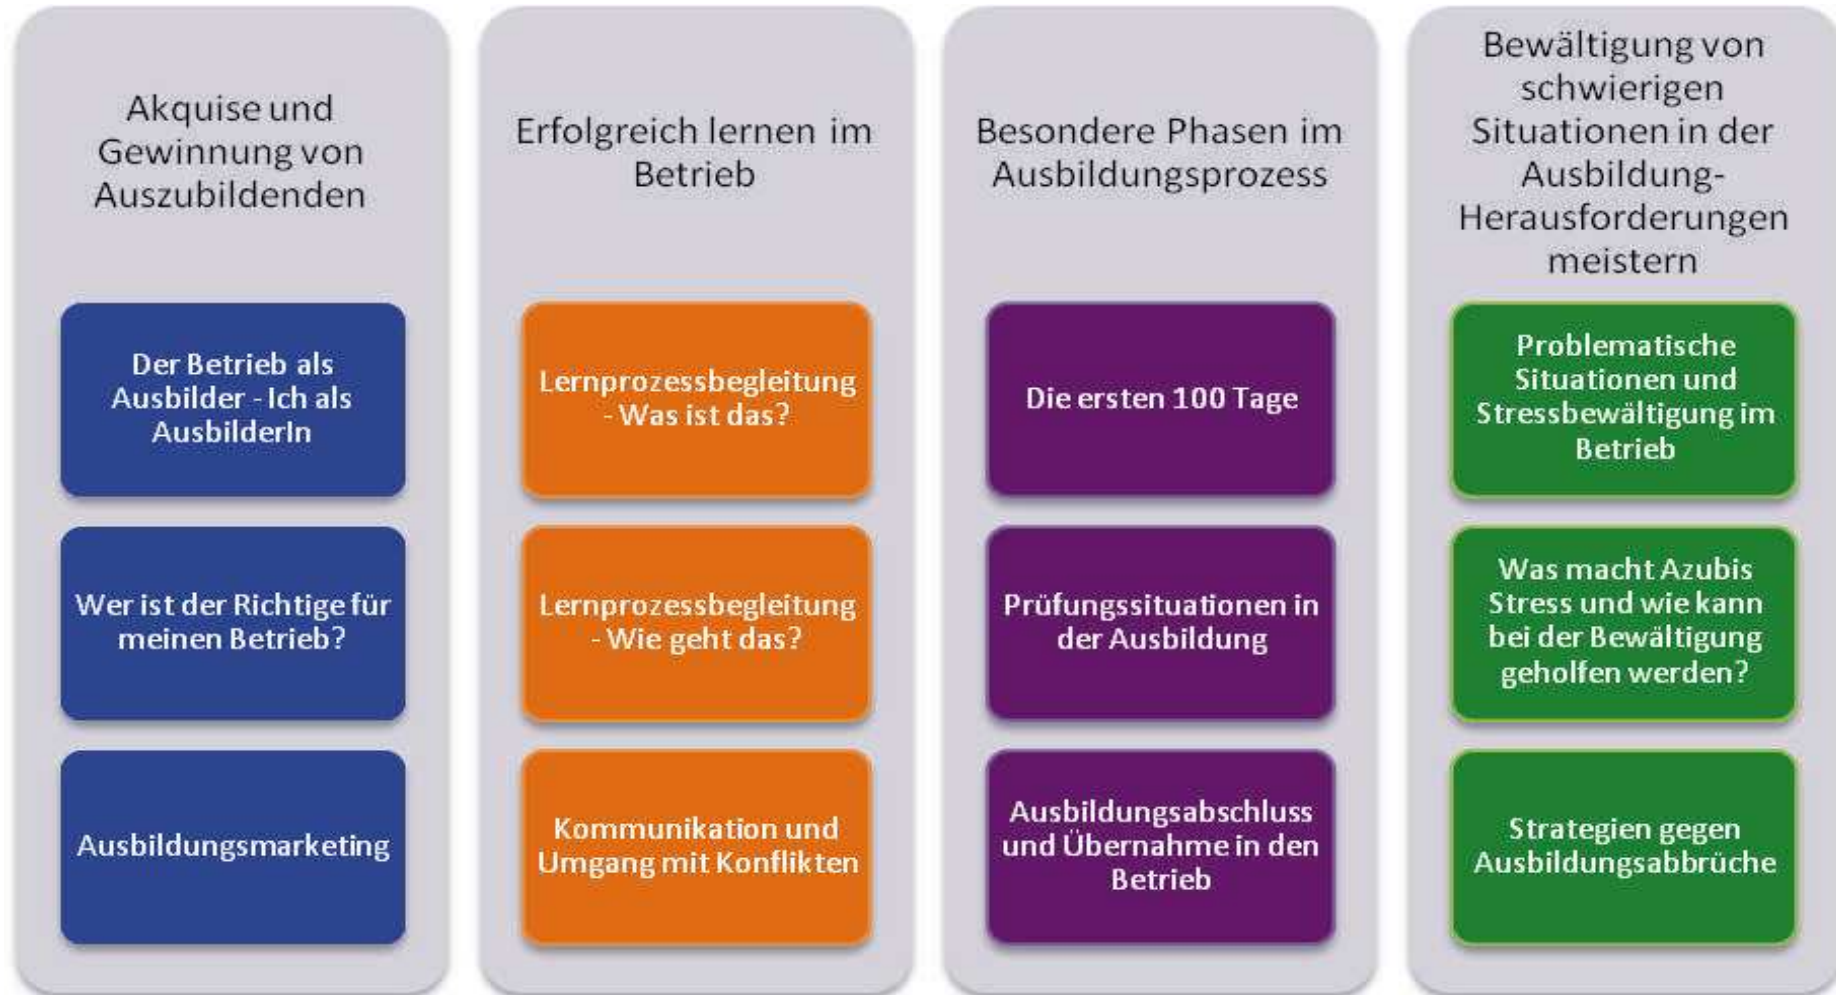 Akquise und
Gewinnung von
Auszubildenden
Der Betrieb als
Ausbilder - Ich als
AusbilderIn
Wer ist der Richtige für
meinen Betrieb?
Ausbildungsmarketing
Erfolgreich lernen im
Betrieb
Lernprozessbegleitung
- Was ist das?
Lernprozessbegleitung
- Wie geht das?
Kommunikation und
Umgang mit Konflikten
Besondere Phasen im
Ausbildungsprozess
Die ersten 100 Tage
Prüfungssituationen in
der Ausbildung
Ausbildungsabschluss
und Übernahme in den
Betrieb
Bewältigung von
schwierigen
Situationen in der
Ausbildung-
Herausforderungen
meistern
Problematische
Situationen und
Stressbewältigung im
Betrieb
Was macht Azubis
Stress und wie kann
bei der Bewältigung
geholfen werden?
Strategien gegen
Ausbildungsabbrüche